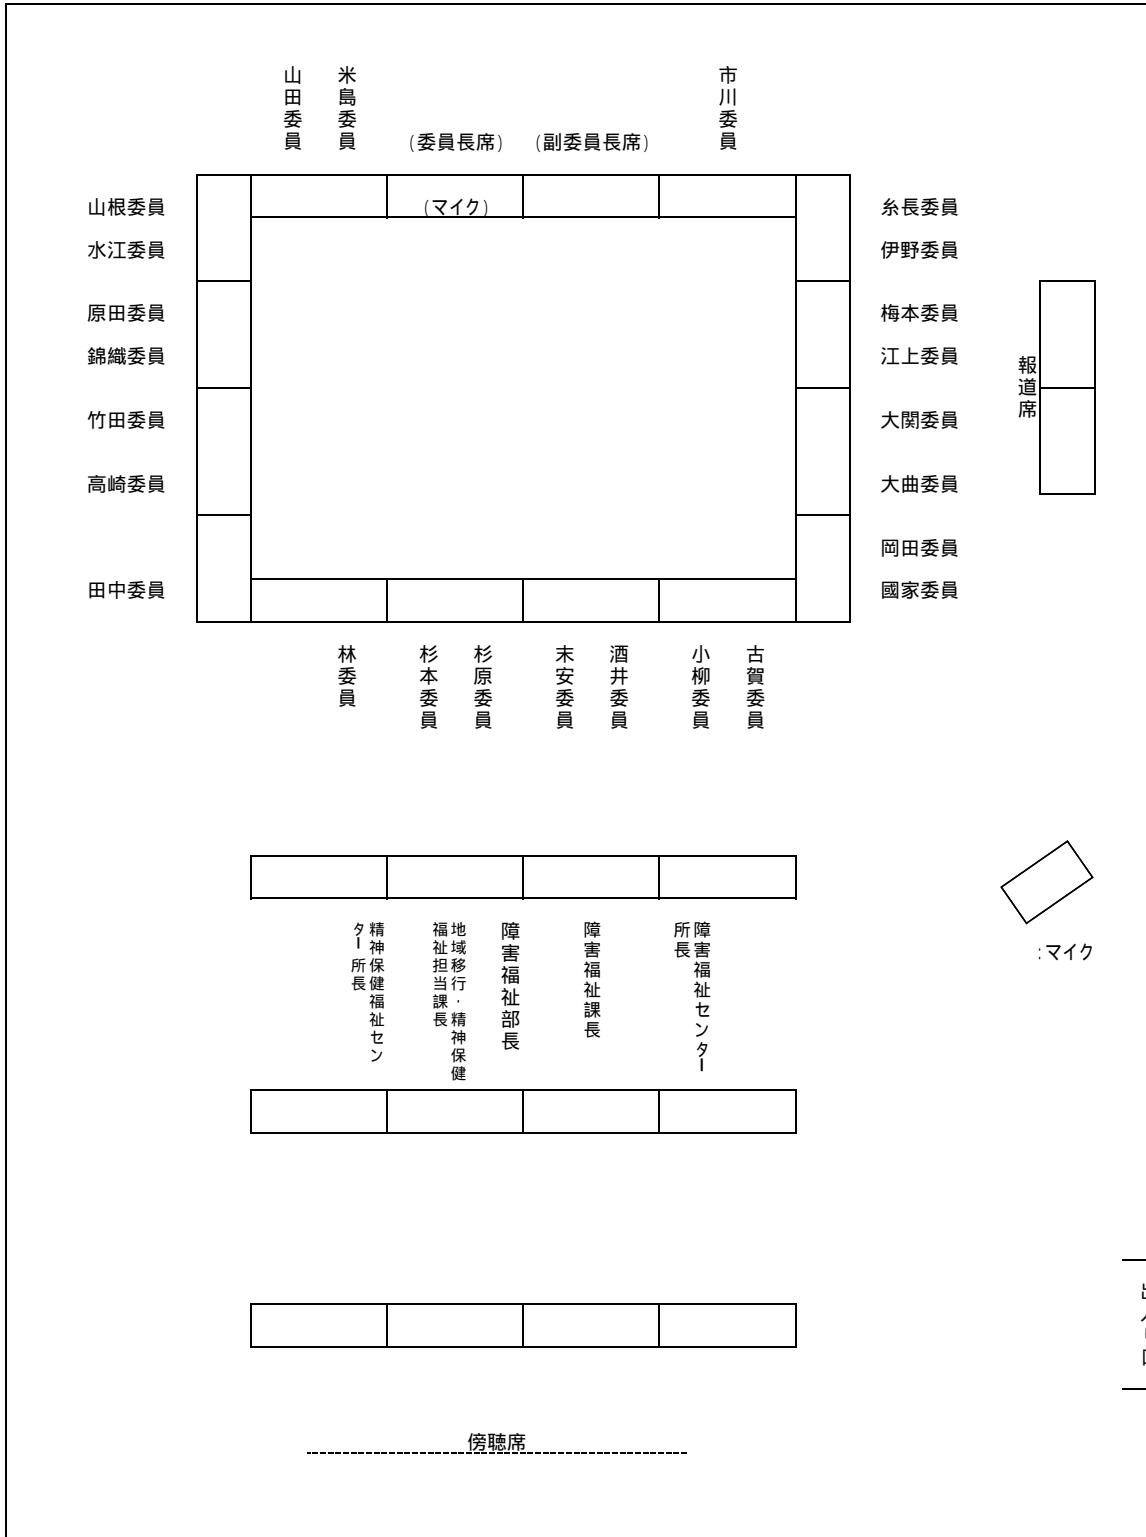 山田委員
米島委員
(委員長席)
(副委員長席)
市川委員
(マイク)
山根委員
水江委員
原田委員
錦織委員
竹田委員
高崎委員
田中委員
糸長委員
伊野委員
梅本委員
江上委員
大関委員
大曲委員
岡田委員
國家委員
報道席
林委員
杉本委員
杉原委員
末安委員
酒井委員
小柳委員
古賀委員
精神保健福祉セン
ター所長
地域移行・精神保健
福祉担当課長
障害福祉部長
障害福祉課長
障害福祉センター
所長
:マイク
傍聴席